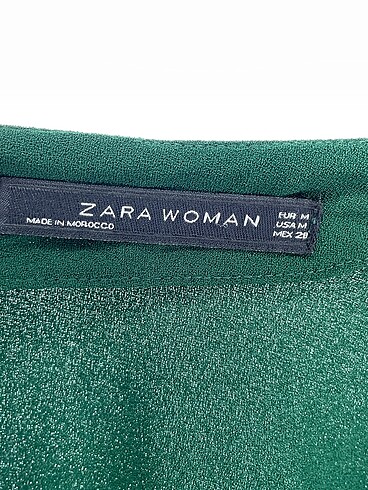 ZARA WOMAN
MADE IN MOROCCO
EUR M
USA M
MEX 28